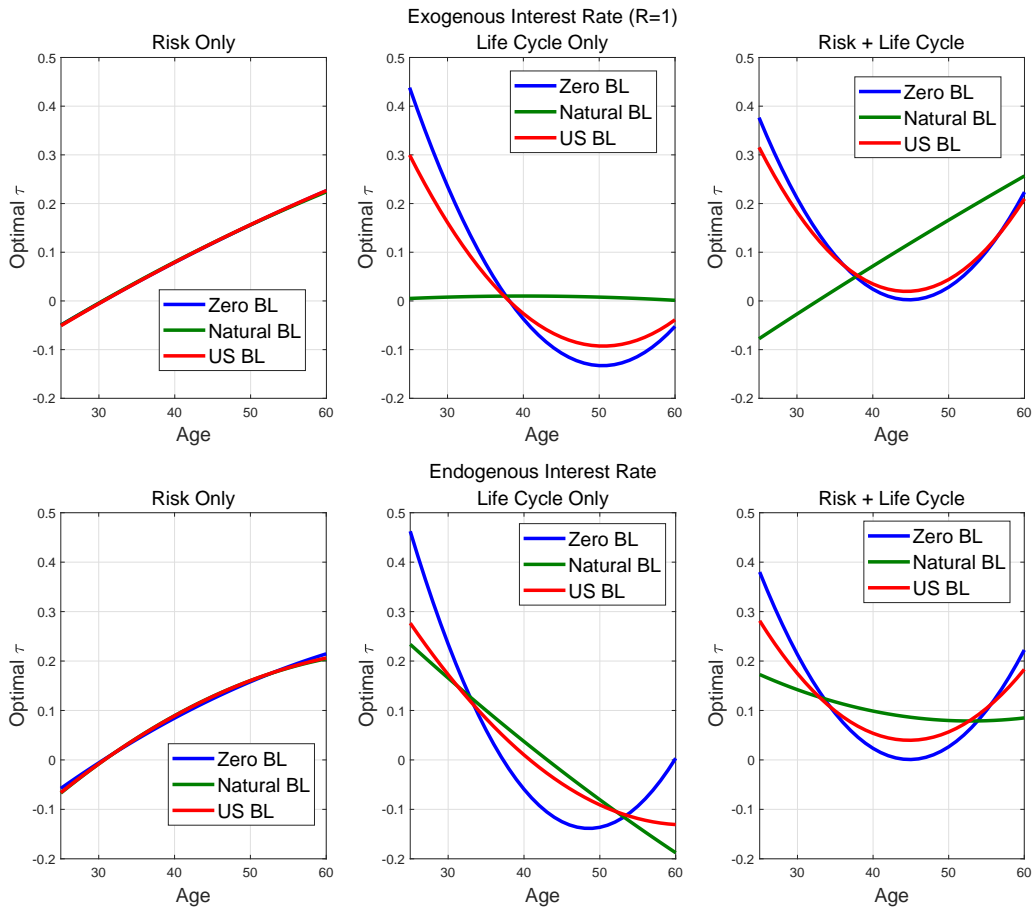 Exogenous Interest Rate (R=1)
Risk Only
Life Cycle Only
Risk + Life Cycle
0.5
0.4
0.3
0.2
0.1
0
-0.1
-0.2
Optimal τ
Zero BL
Natural BL
US BL
30
40
50
60
Age
0.5
0.4
0.3
0.2
0.1
0
-0.1
-0.2
Optimal τ
Zero BL
Natural BL
US BL
30
40
50
60
Age
0.5
0.4
0.3
0.2
0.1
0
-0.1
-0.2
Optimal τ
Zero BL
Natural BL
US BL
30
40
50
60
Age
Endogenous Interest Rate
Risk Only
Life Cycle Only
Risk + Life Cycle
0.5
0.4
0.3
0.2
0.1
0
-0.1
-0.2
Optimal τ
Zero BL
Natural BL
US BL
30
40
50
60
Age
0.5
0.4
0.3
0.2
0.1
0
-0.1
-0.2
Optimal τ
Zero BL
Natural BL
US BL
30
40
50
60
Age
0.5
0.4
0.3
0.2
0.1
0
-0.1
-0.2
Optimal τ
Zero BL
Natural BL
US BL
30
40
50
60
Age